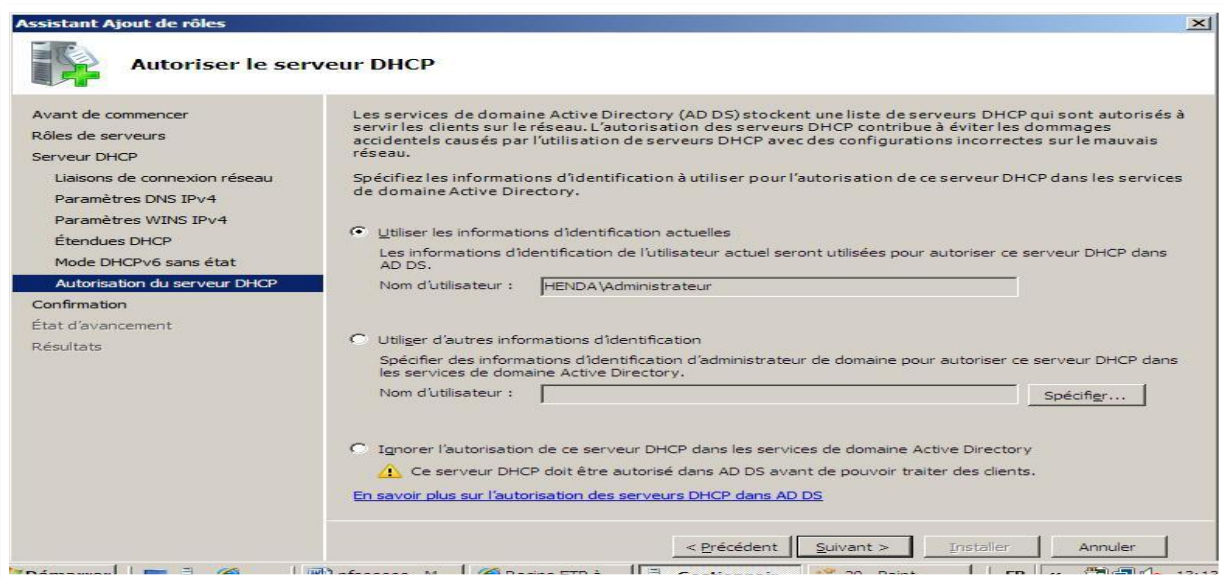 Assistant Ajout de rôles
Autoriser le serveur DHCP
Avant de commencer
Rôles de serveurs
Serveur DHCP
Liaisons de connexion réseau
Paramètres DNS IPv4
Paramètres WINS IPv4
Étendues DHCP
Mode DHCPv6 sans état
Autorisation du serveur DHCP
Confirmation
État d'avancement
Résultats
Les services de domaine Active Directory (AD DS) stockent une liste de serveurs DHCP qui sont autorisés à
servir les clients sur le réseau. L'autorisation des serveurs DHCP contribue à éviter les dommages
accidentels causés par l'utilisation de serveurs DHCP avec des configurations incorrectes sur le mauvais
réseau.
Spécifiez les informations d'identification à utiliser pour l'autorisation de ce serveur DHCP dans les services
de domaine Active Directory.
Utiliser les informations d'identification actuelles
Les informations d'identification de l'utilisateur actuel seront utilisées pour autoriser ce serveur DHCP dans
AD DS.
Nom d'utilisateur : HENDA\Administrateur
Utiliser d'autres informations d'identification
Spécifier des informations d'identification d'administrateur de domaine pour autoriser ce serveur DHCP dans
les services de domaine Active Directory.
Nom d'utilisateur :
Spécifier...
Ignorer l'autorisation de ce serveur DHCP dans les services de domaine Active Directory
Ce serveur DHCP doit être autorisé dans AD DS avant de pouvoir traiter des clients.
En savoir plus sur l'autorisation des serveurs DHCP dans AD DS
< Précédent Suivant > Installer Annuler